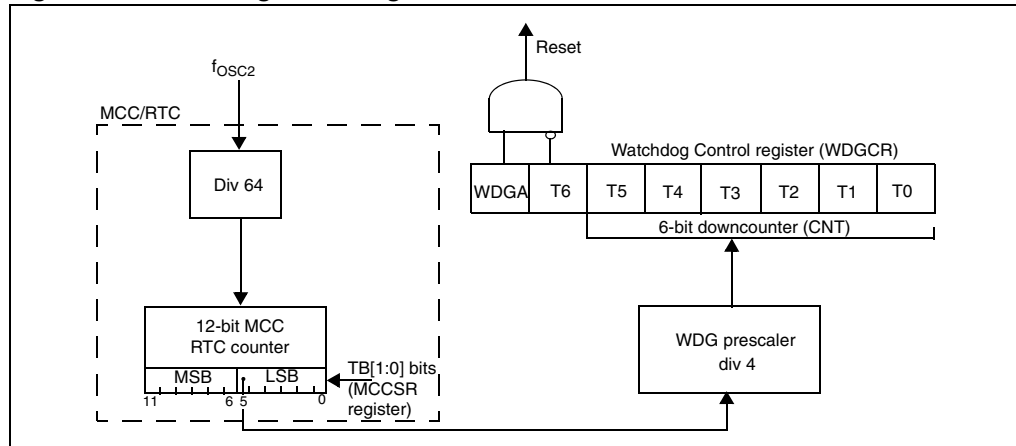 Reset
fOSC2
MCC/RTC
Div 64
Watchdog Control register (WDGCR)
WDGA T6 T5 T4 T3 T2 T1 T0
6-bit downcounter (CNT)
12-bit MCC
RTC counter
MSB LSB
11 6 5 0
TB[1:0] bits
(MCCSR
register)
WDG prescaler
div 4